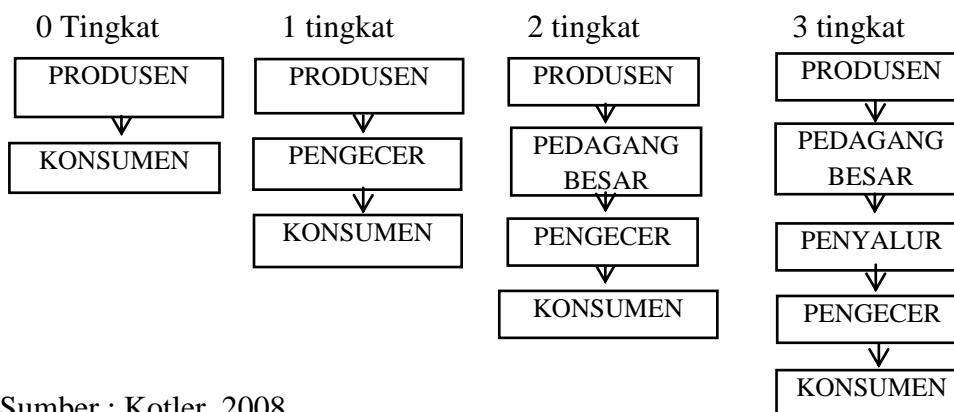 0 Tingkat
PRODUSEN
KONSUMEN
1 tingkat
PRODUSEN
PENGECER
KONSUMEN
2 tingkat
PRODUSEN
PEDAGANG
BESAR
PENGECER
KONSUMEN
3 tingkat
PRODUSEN
PEDAGANG
BESAR
PENYALUR
PENGECER
KONSUMEN
Sumber : Kotler, 2008